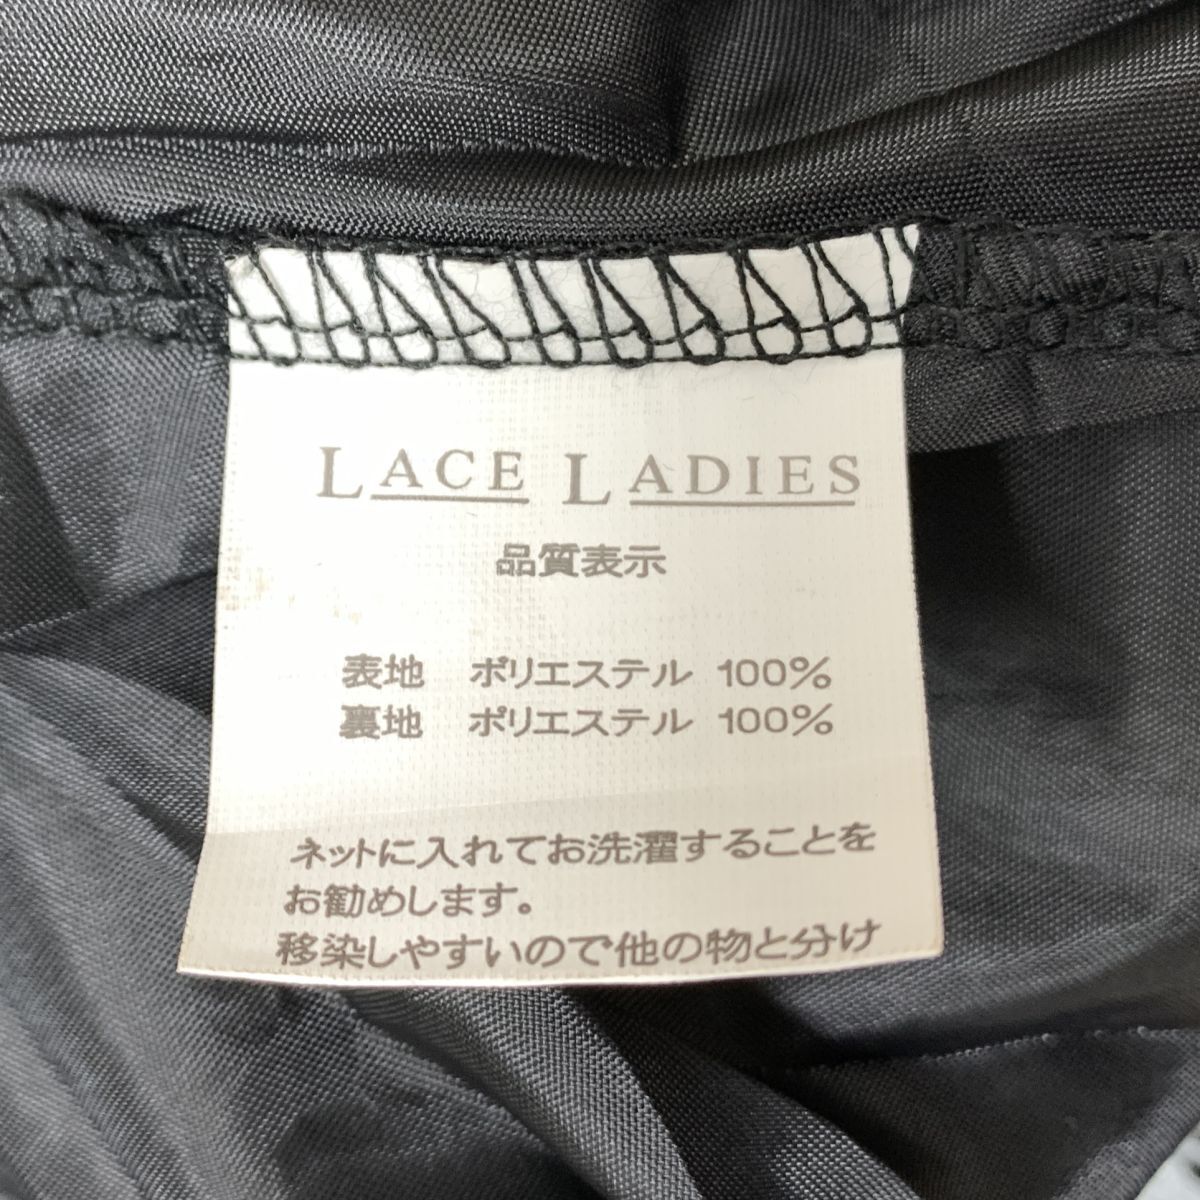 LACE LADIES
品質表示
表地 ポリエステル 100%
裏地 ポリエステル 100%
ネットに入れてお洗濯することを
お勧めします。
移染しやすいので他の物と分け